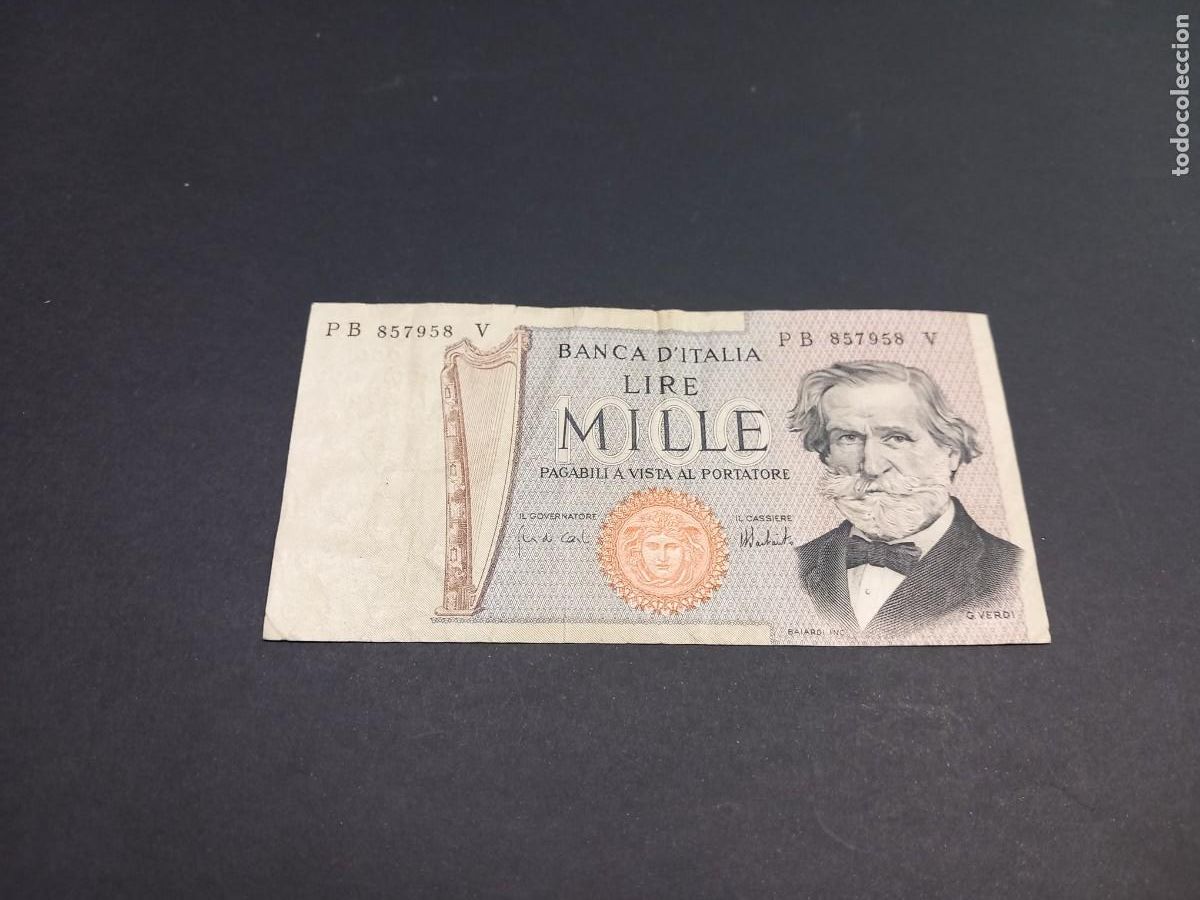 todocoleccion
PB 857958 V
PB 857958 V
BANCA D'ITALIA
LIRE
1000
MILLE
PAGABILI A VISTA AL PORTATORE
IL GOVERNATORE
IL CASSIERE
G. VERDI
BAIARDI INC.